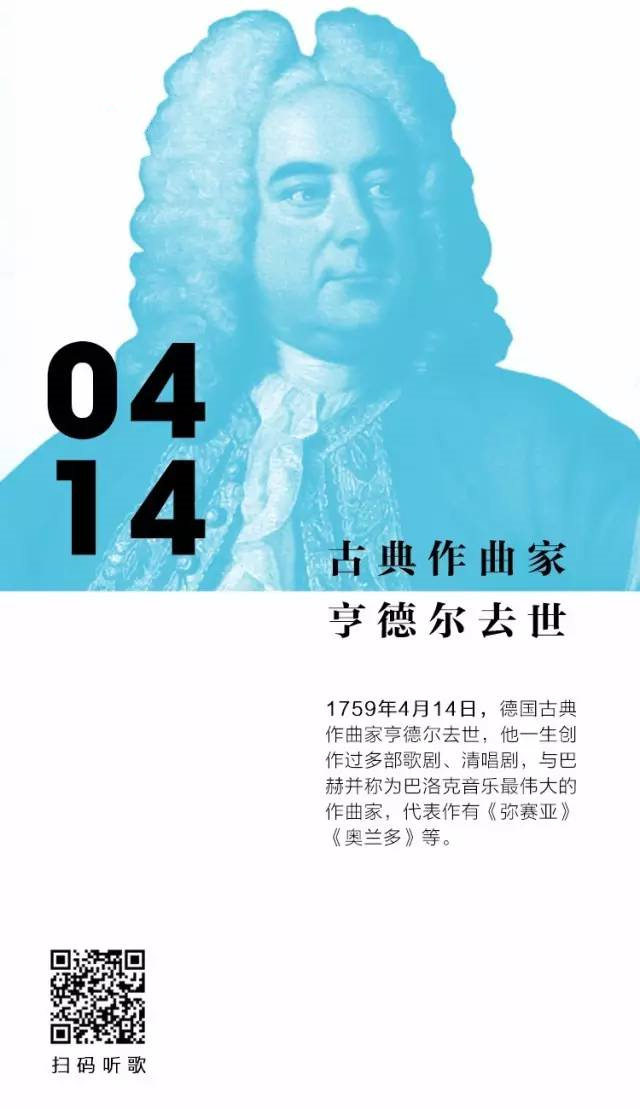 04
14
古典作曲家
亨德尔去世
1759年4月14日，德国古典
作曲家亨德尔去世，他一生创
作过多部歌剧、清唱剧，与巴
赫并称为巴洛克音乐最伟大的
作曲家，代表作有《弥赛亚》
《奥兰多》等。
扫码听歌